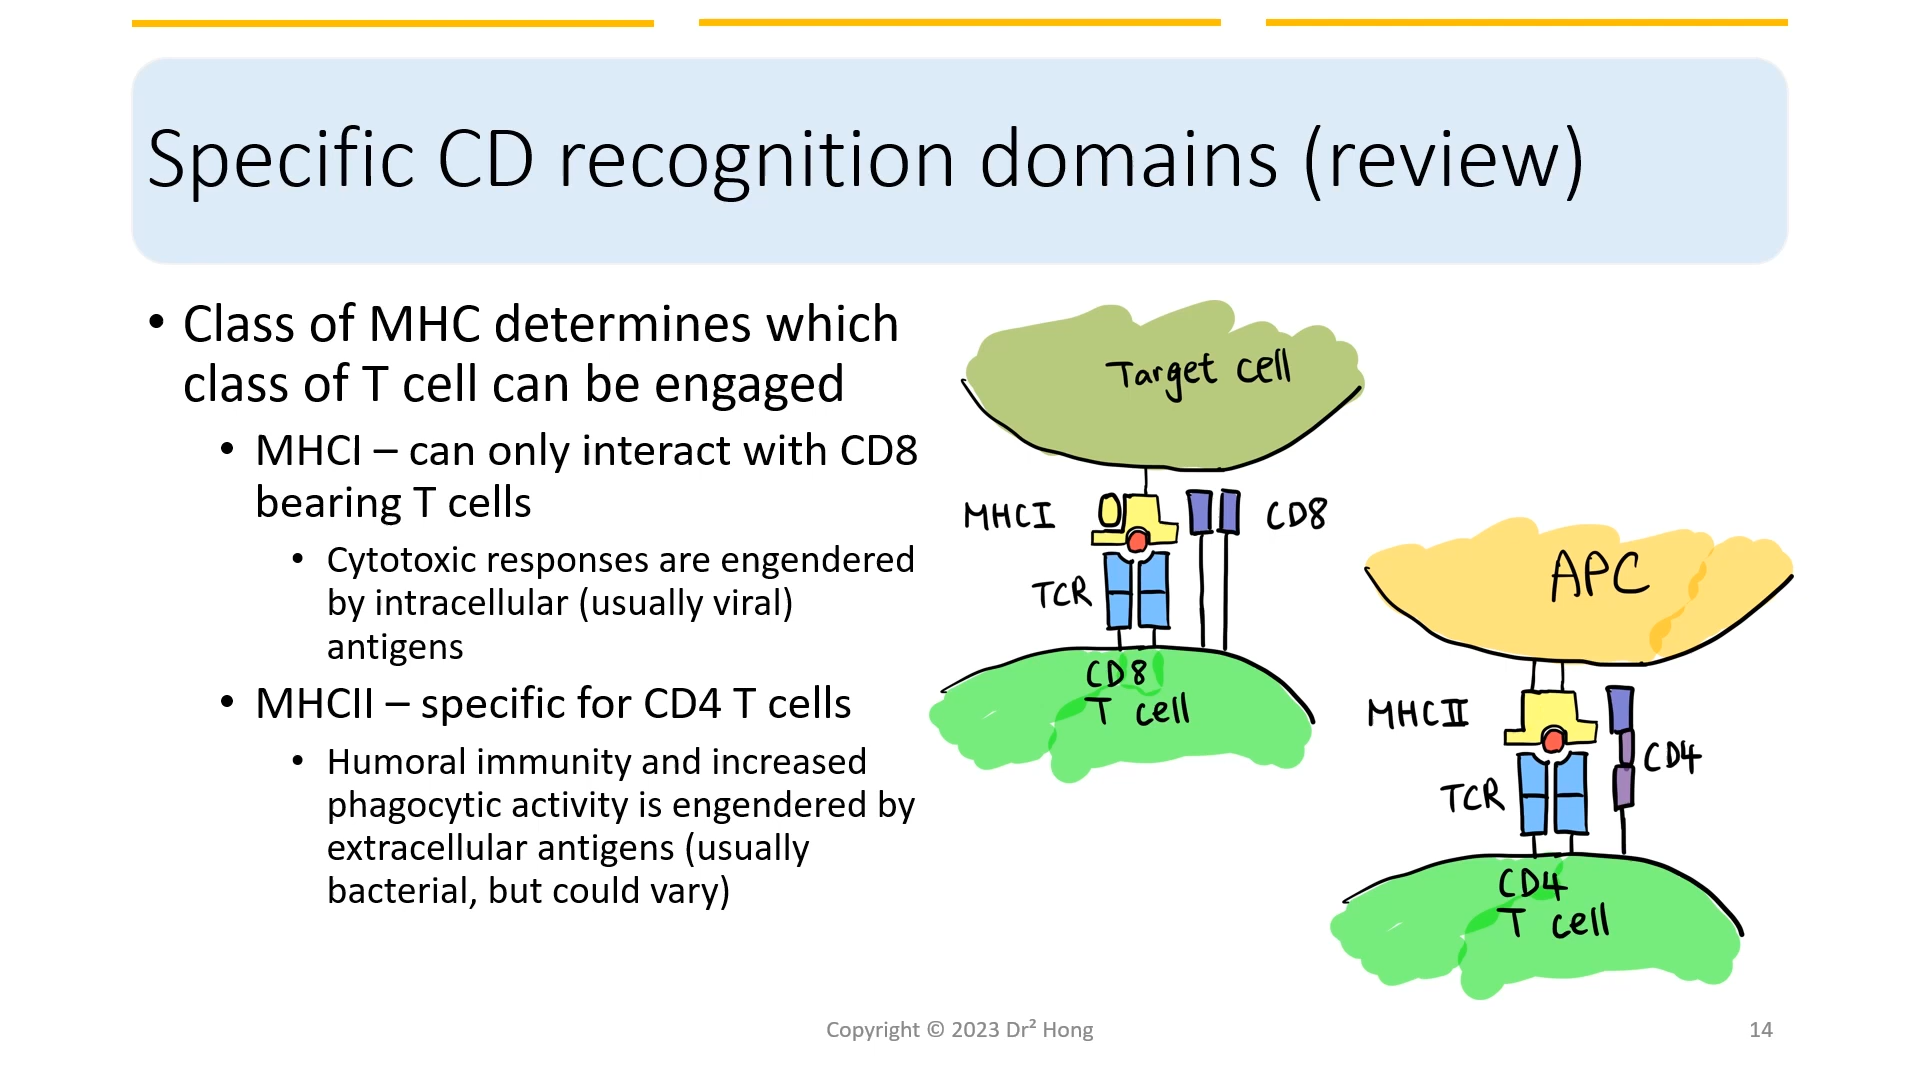 Specific CD recognition domains (review)
• Class of MHC determines which
class of T cell can be engaged
• MHCI – can only interact with CD8
bearing T cells
• Cytotoxic responses are engendered
by intracellular (usually viral)
antigens
• MHCII – specific for CD4 T cells
• Humoral immunity and increased
phagocytic activity is engendered by
extracellular antigens (usually
bacterial, but could vary)
Target cell
MHCI
CD8
TCR
CD8
T cell
APC
MHCII
CD4
TCR
CD4
T cell
Copyright © 2023 Dr² Hong
14